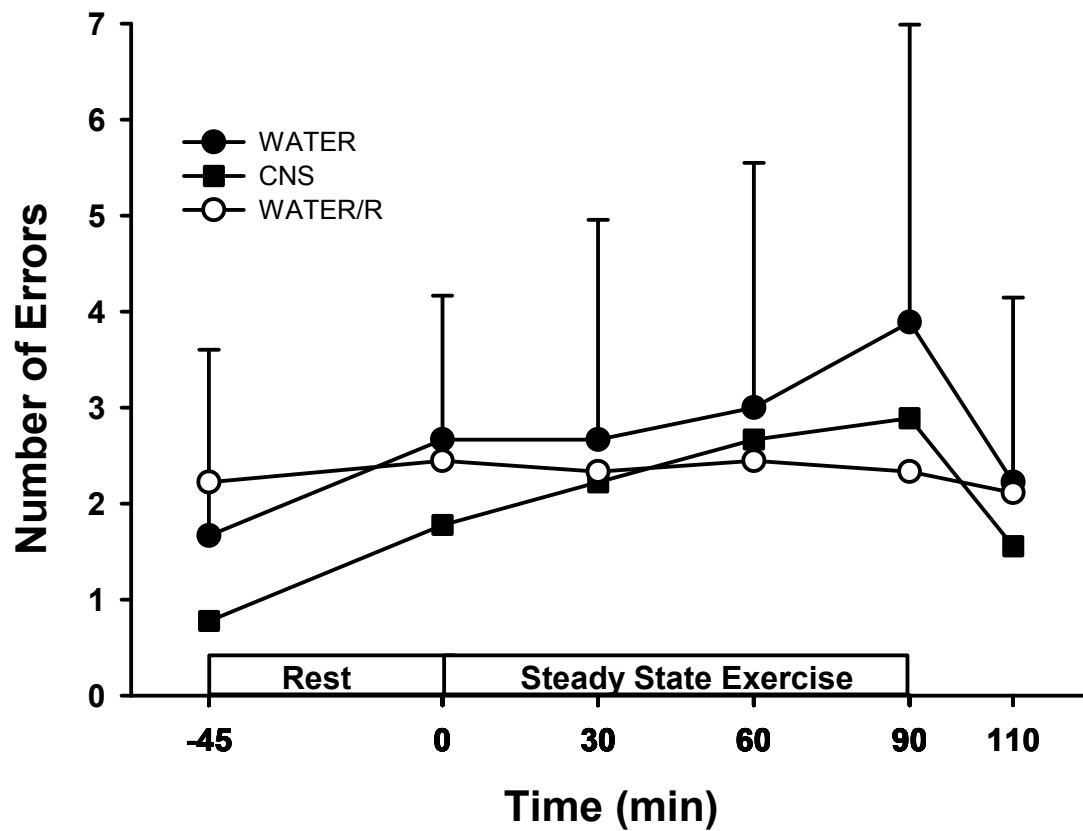 7
6
5
4
3
2
1
0
Number of Errors
WATER
CNS
WATER/R
Rest
Steady State Exercise
-45 0 30 60 90 110
Time (min)